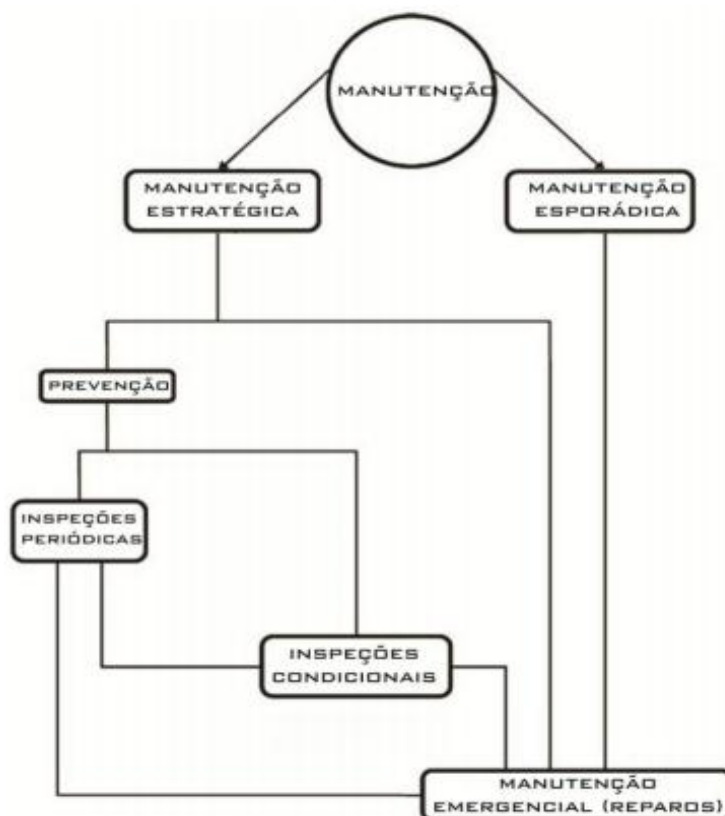 MANUTENÇÃO
MANUTENÇÃO
ESTRATÉGICA
MANUTENÇÃO
ESPORÁDICA
PREVENÇÃO
INSPEÇÕES
PERIÓDICAS
INSPEÇÕES
CONDICIONAIS
MANUTENÇÃO
EMERGENCIAL (REPAROS)